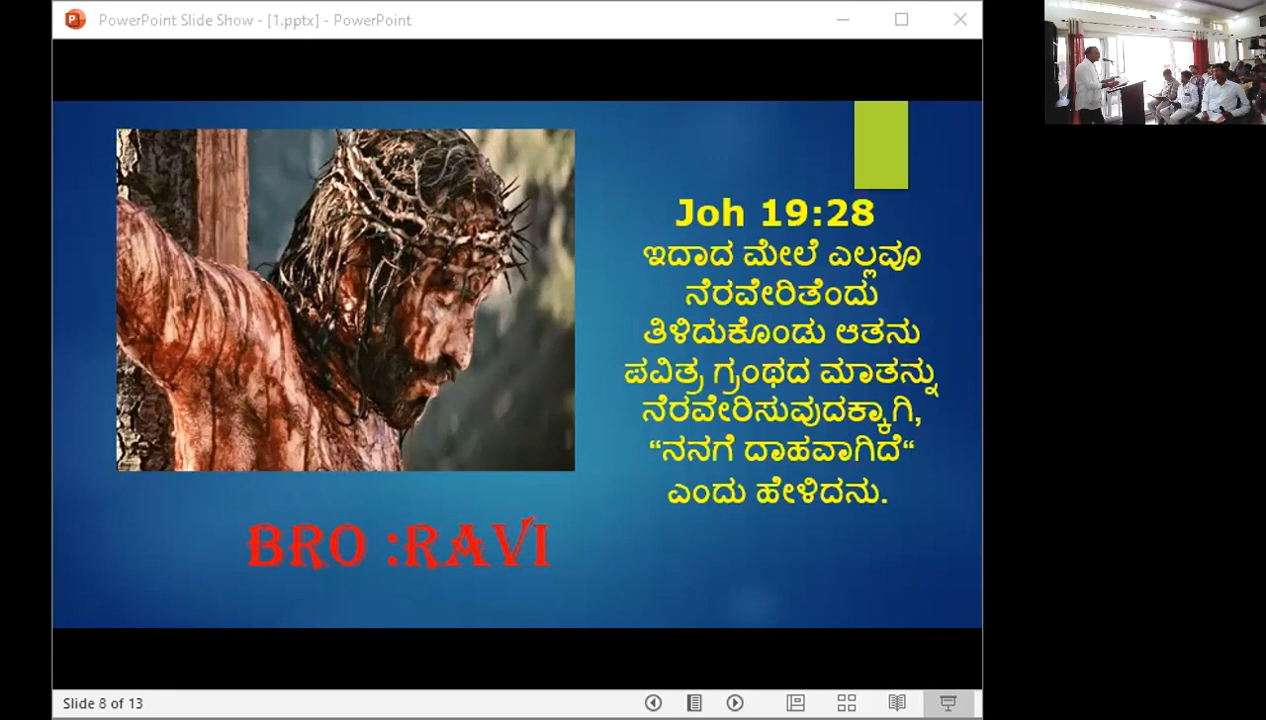 PowerPoint Slide Show - [1.pptx] - PowerPoint
Joh 19:28
ಇದಾದ ಮೇಲೆ ಎಲ್ಲವೂ
ನೆರವೇರಿತೆಂದು
ತಿಳಿದುಕೊಂಡು ಆತನು
ಪವಿತ್ರ ಗ್ರಂಥದ ಮಾತನ್ನು
ನೆರವೇರಿಸುವುದಕ್ಕಾಗಿ,
“ನನಗೆ ದಾಹವಾಗಿದೆ“
ಎಂದು ಹೇಳಿದನು.
BRO :RAVI
Slide 8 of 13